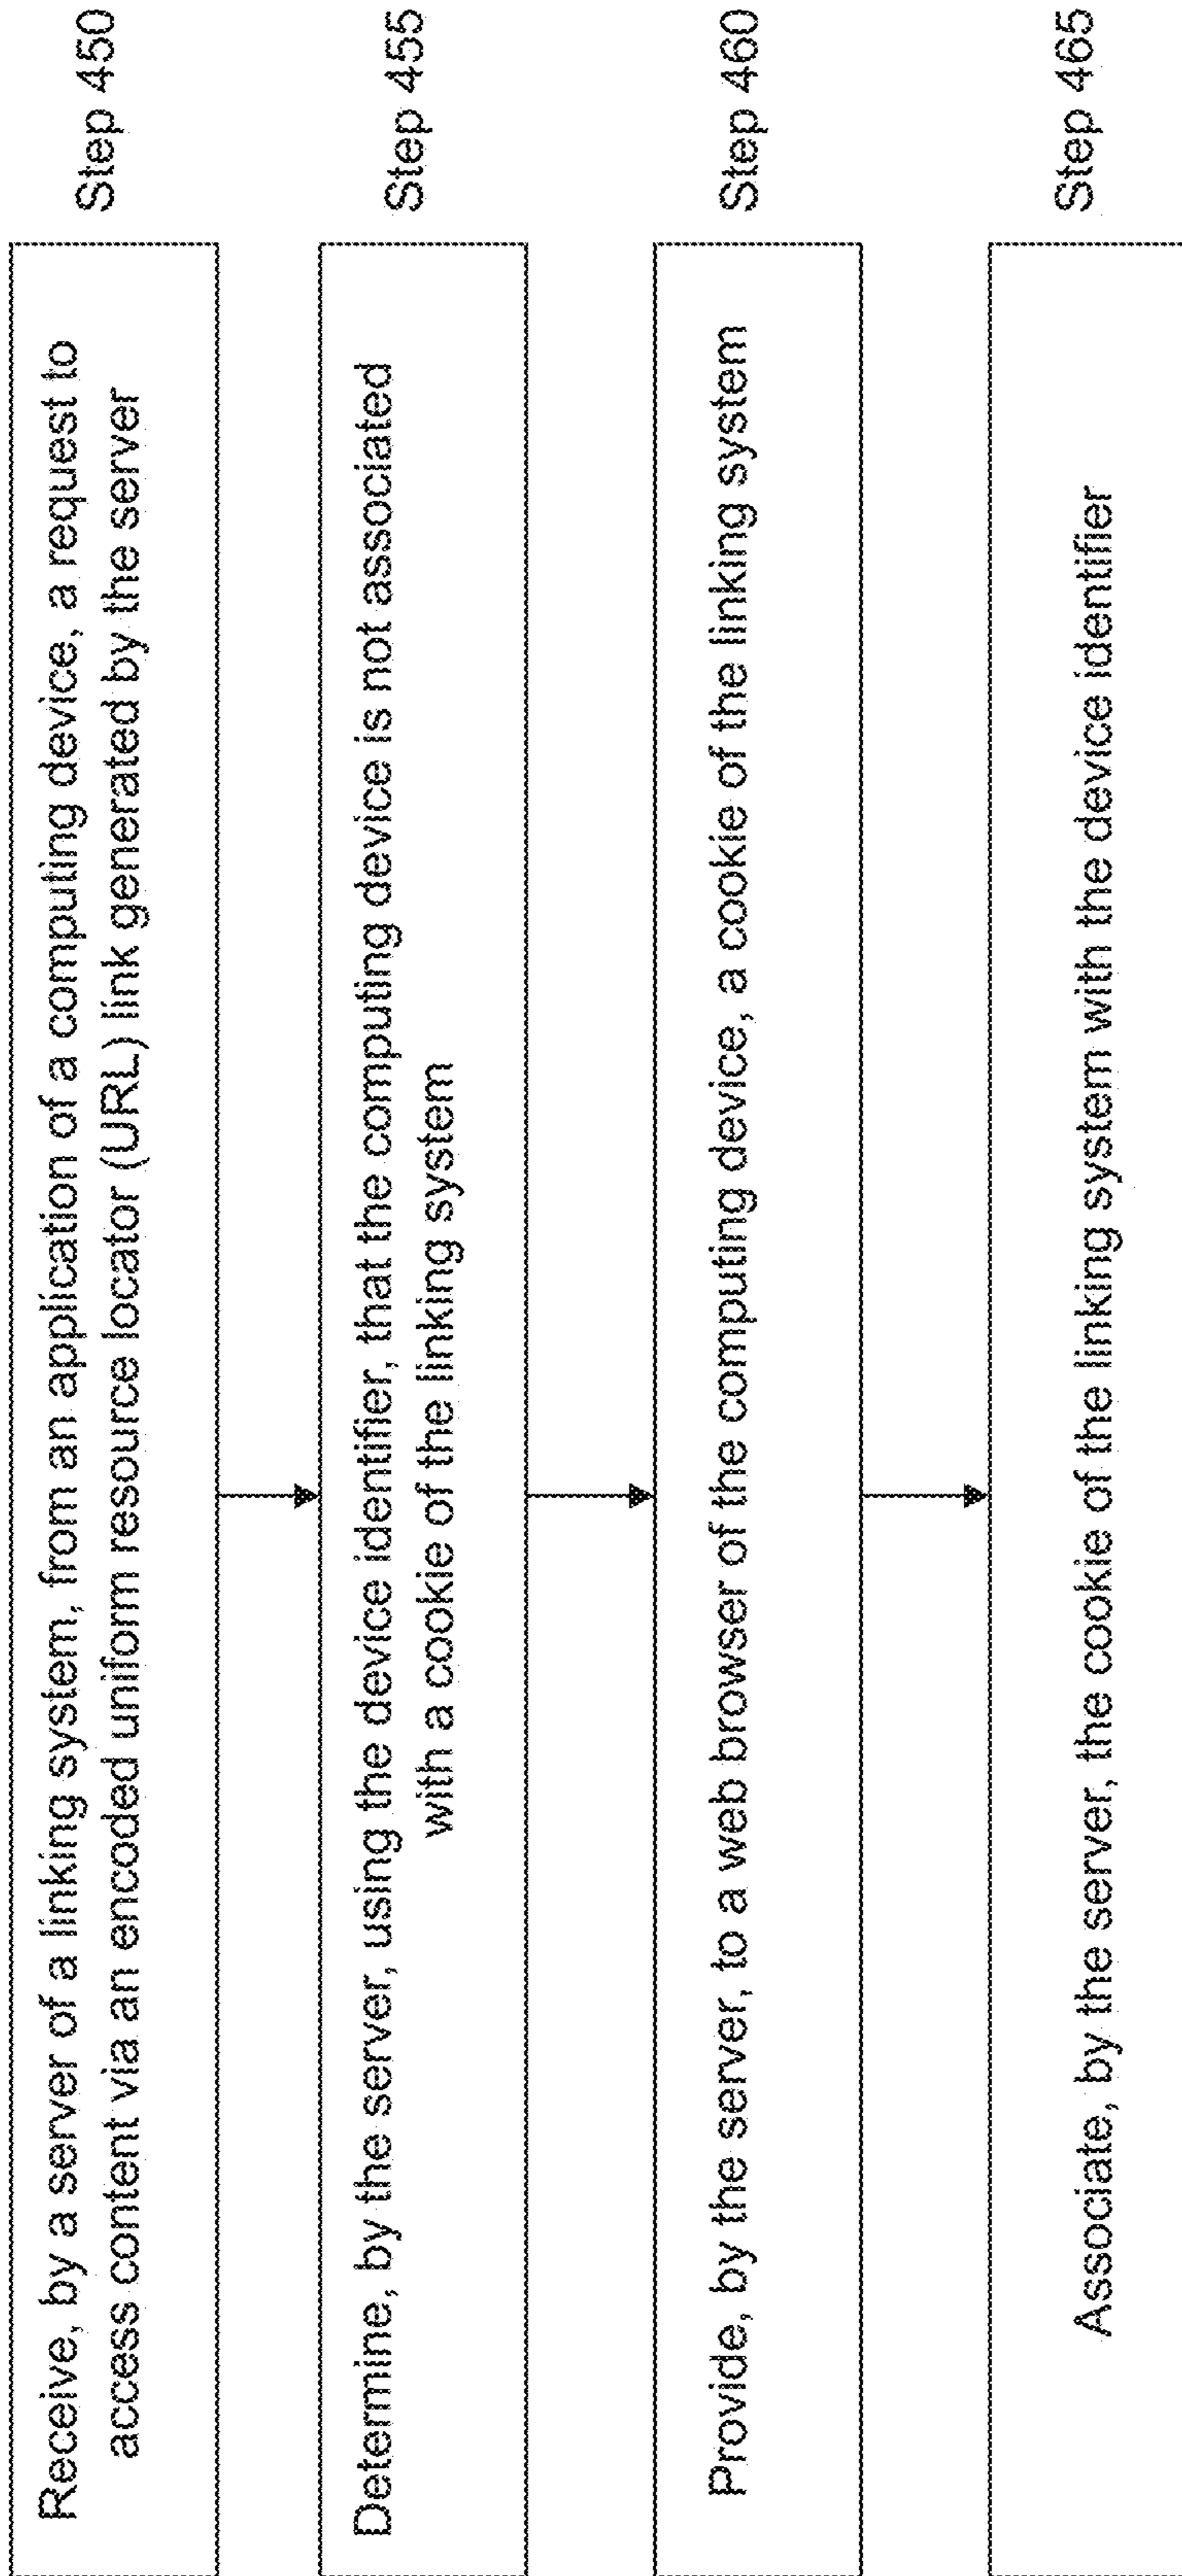 Receive, by a server of a linking system, from an application of a computing device, a request to
access content via an encoded uniform resource locator (URL) link generated by the server
Step 450
Determine, by the server, using the device identifier, that the computing device is not associated
with a cookie of the linking system
Step 455
Provide, by the server, to a web browser of the computing device, a cookie of the linking system
Step 460
Associate, by the server, the cookie of the linking system with the device identifier
Step 465